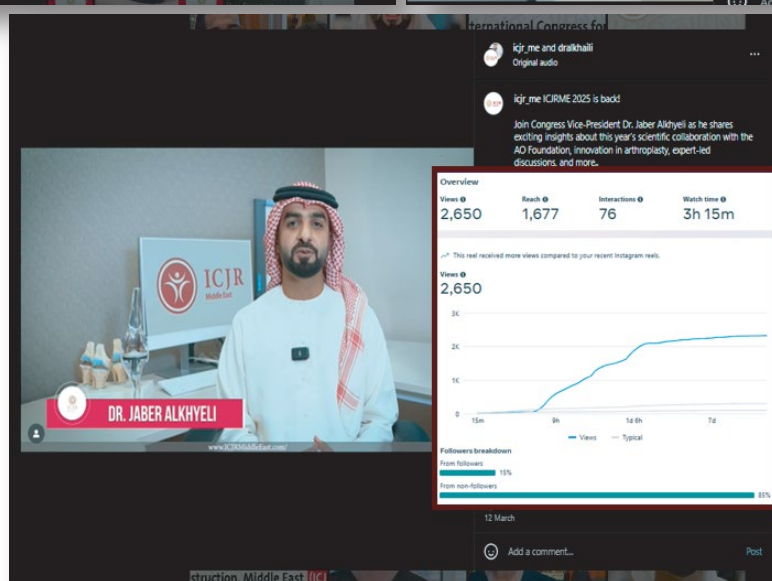 ternational Congress for
icjr_me and dralkhaili
Original audio
icjr_me ICJRME 2025 is back!
Join Congress Vice-President Dr. Jaber Alkhyeli as he shares
exciting insights about this year's scientific collaboration with the
AO Foundation, innovation in arthroplasty, expert-led
discussions, and more..
ICJR
Middle East
DR. JABER ALKHYELI
www.ICJRMiddleEast.com/
Overview
Views Reach Interactions Watch time
2,650 1,677 76 3h 15m
This reel received more views compared to your recent Instagram reels.
Views
2,650
3K
2K
1K
0
15m 9h 1d 6h 7d
Views Typical
Followers breakdown
From followers
15%
From non-followers
85%
12 March
Add a comment...
Post
struction, Middle East (ICJ